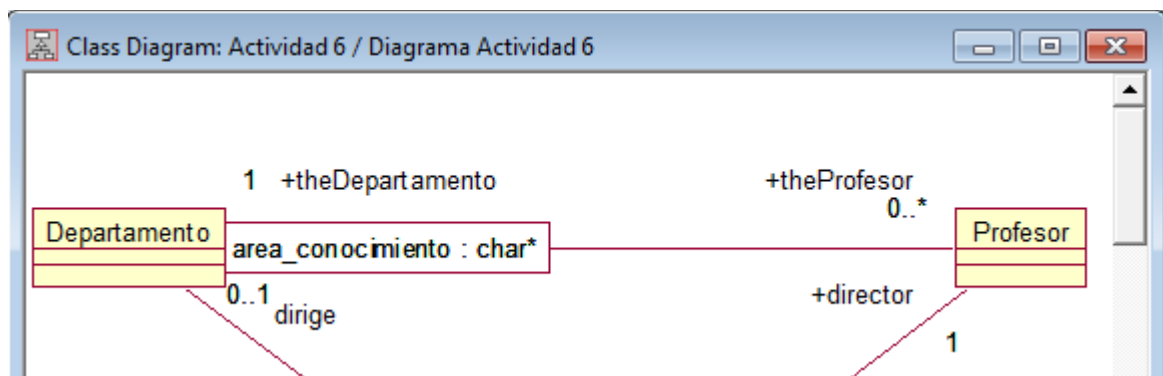 Class Diagram: Actividad 6 / Diagrama Actividad 6
1 +theDepartamento +theProfesor
0..*
Departamento Profesor
area_conocimiento : char*
0..1 +director
dirige
1